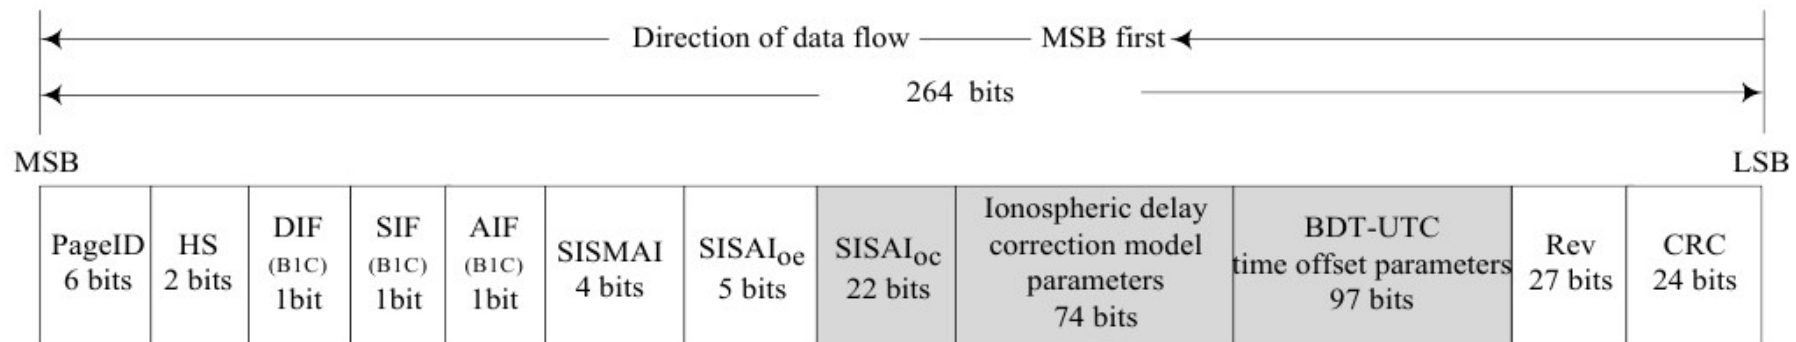 Direction of data flow MSB first
264 bits
MSB LSB
PageID
6 bits
HS
2 bits
DIF
(B1C)
1bit
SIF
(B1C)
1bit
AIF
(B1C)
1bit
SISMAI
4 bits
SISAIoe
5 bits
SISAIoc
22 bits
Ionospheric delay
correction model
parameters
74 bits
BDT-UTC
time offset parameters
97 bits
Rev
27 bits
CRC
24 bits